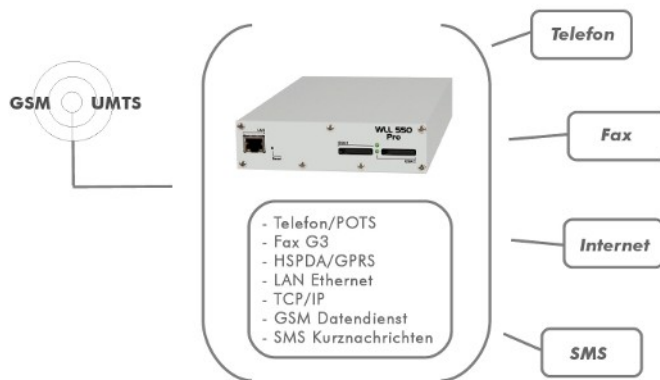 GSM UMTS
LAN
WLL 550
Pro
- Telefon/POTS
- Fax G3
- HSPDA/GPRS
- LAN Ethernet
- TCP/IP
- GSM Datendienst
- SMS Kurznachrichten
Telefon
Fax
Internet
SMS